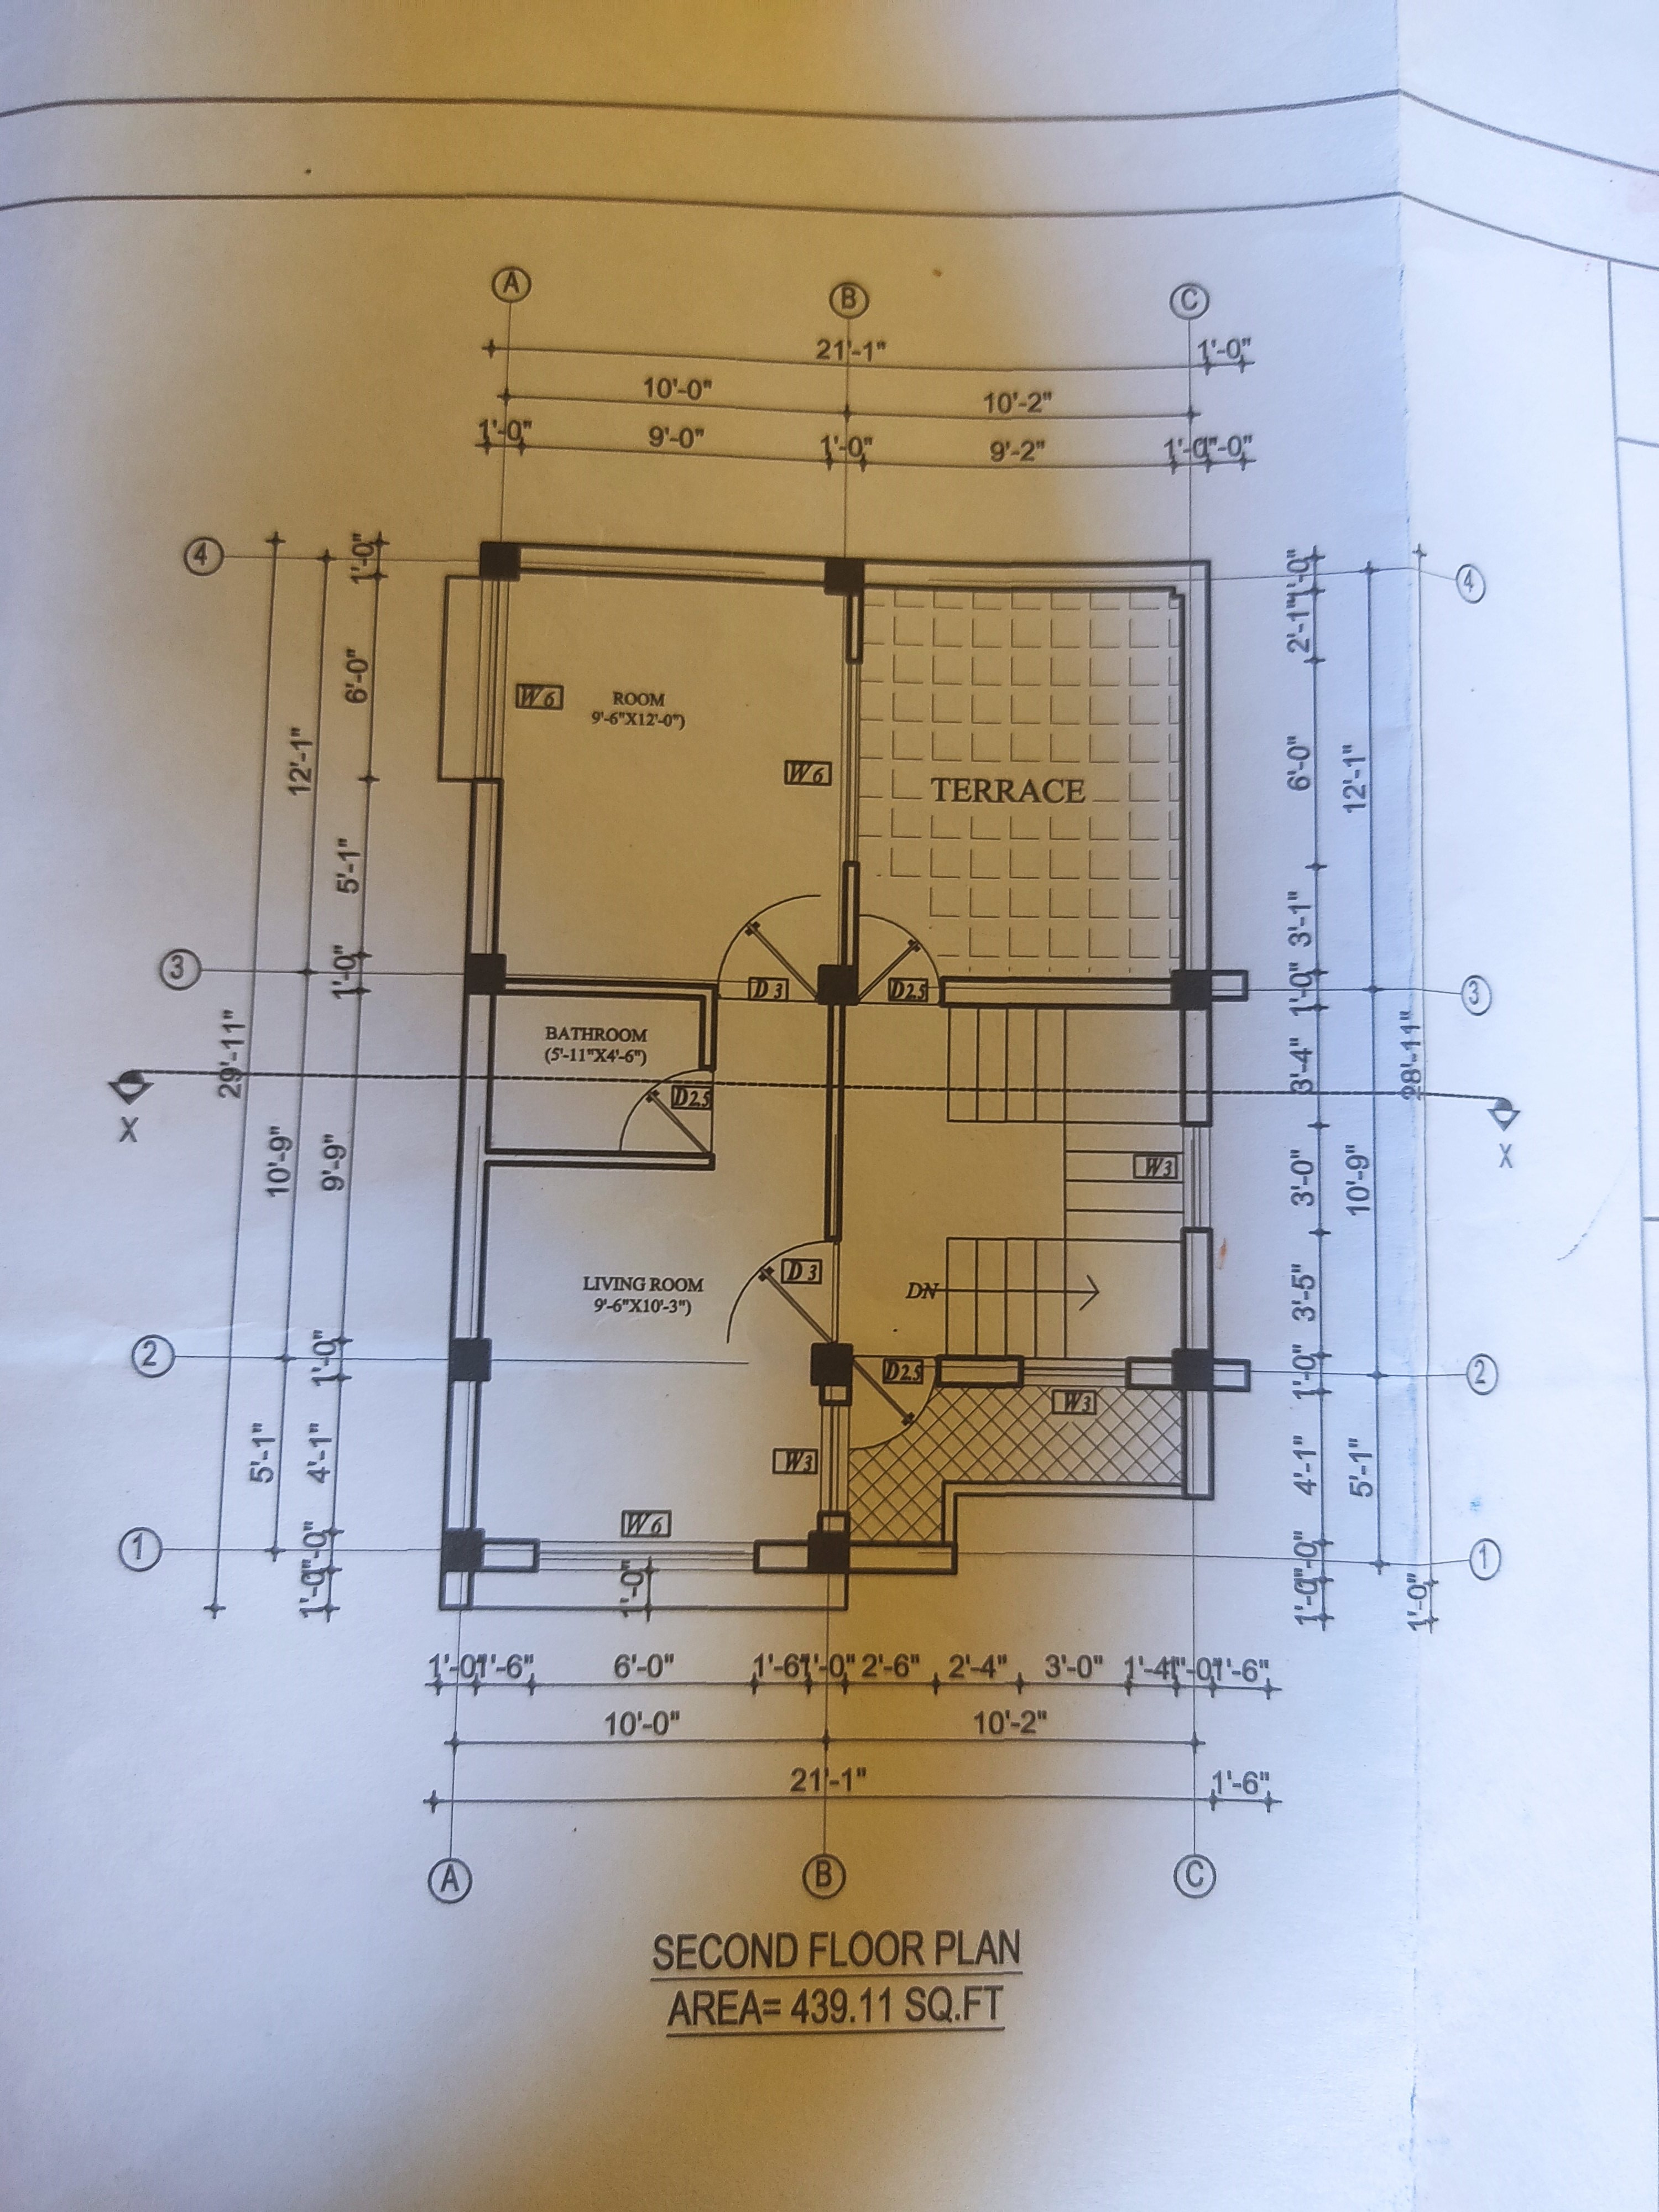 A B C
21'-1" 1'-0"
10'-0" 10'-2"
1'-0" 9'-0" 1'-0" 9'-2" 1'-0" 1'-0"
4 1'-0" 1'-0" 4
2'-1"
6'-0"
W6 ROOM
9'-6"X12'-0")
12'-1" W6 6'-0" 12'-1"
TERRACE
5'-1"
3'-1"
3 1'-0" D3 D2.5 1'-0" 3
BATHROOM
(5'-11"X4'-6")
29'-11" 3'-4" 28'-11"
D2.5
X X
10'-9" 9'-9" W3 3'-0" 10'-9"
D3
LIVING ROOM DN 3'-5"
9'-6"X10'-3")
2 1'-0" D2.5 1'-0" 2
W3
5'-1" 4'-1" W3 4'-1" 5'-1"
W6
1 1'-0" 1'-0" 1
1'-0" 1'-0" 1'-0" 1'-0"
1'-0" 1'-6" 6'-0" 1'-6" 1'-0" 2'-6" 2'-4" 3'-0" 1'-4" 1'-0" 1'-6"
10'-0" 10'-2"
21'-1" 1'-6"
A B C
SECOND FLOOR PLAN
AREA= 439.11 SQ.FT